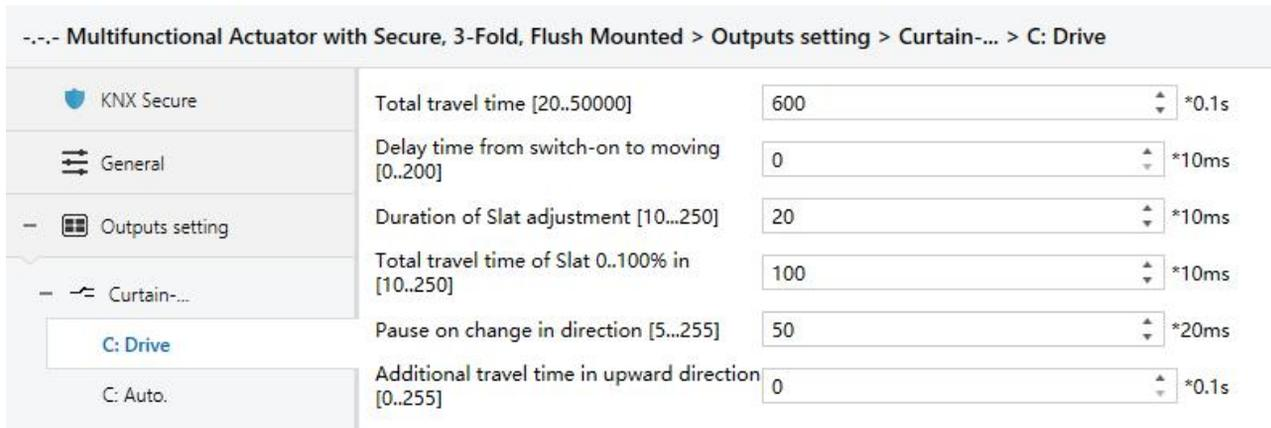 -.-.- Multifunctional Actuator with Secure, 3-Fold, Flush Mounted > Outputs setting > Curtain-... > C: Drive
KNX Secure
General
Outputs setting
Curtain-...
C: Drive
C: Auto.
Total travel time [20..50000]
600
*0.1s
Delay time from switch-on to moving
[0..200]
0
*10ms
Duration of Slat adjustment [10...250]
20
*10ms
Total travel time of Slat 0..100% in
[10..250]
100
*10ms
Pause on change in direction [5...255]
50
*20ms
Additional travel time in upward direction
[0..255]
0
*0.1s